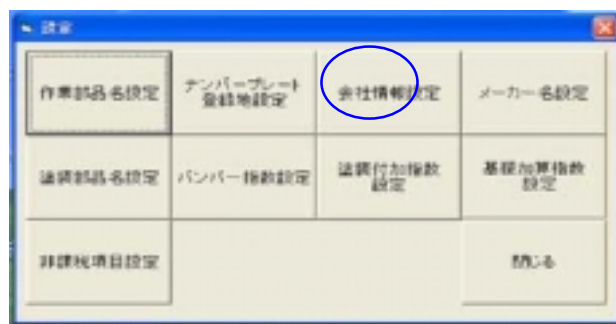 設定
作業部品名設定
ナンバープレート
登録地設定
会社情報設定
メーカー名設定
塗装部品名設定
バンパー指数設定
塗装付加指数
設定
基礎加算指数
設定
非課税項目設定
閉じる